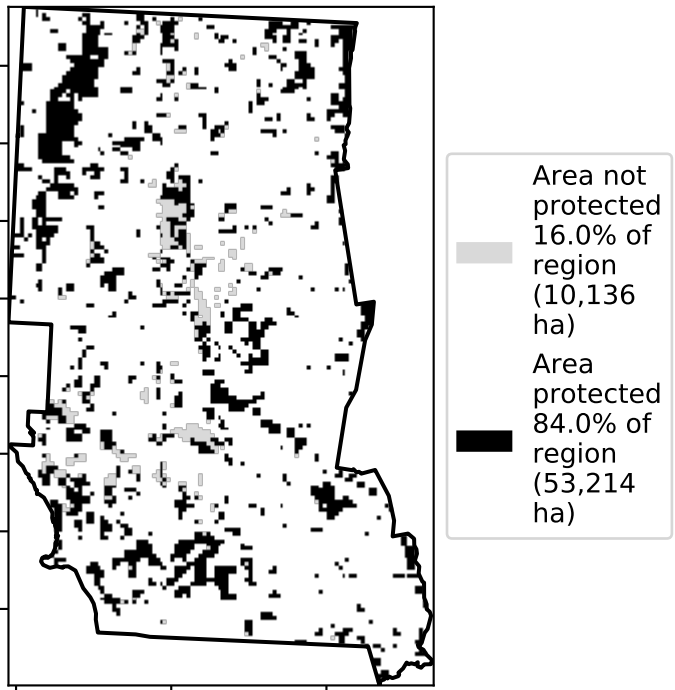 Area not
protected
16.0% of
region
(10,136
ha)
Area
protected
84.0% of
region
(53,214
ha)